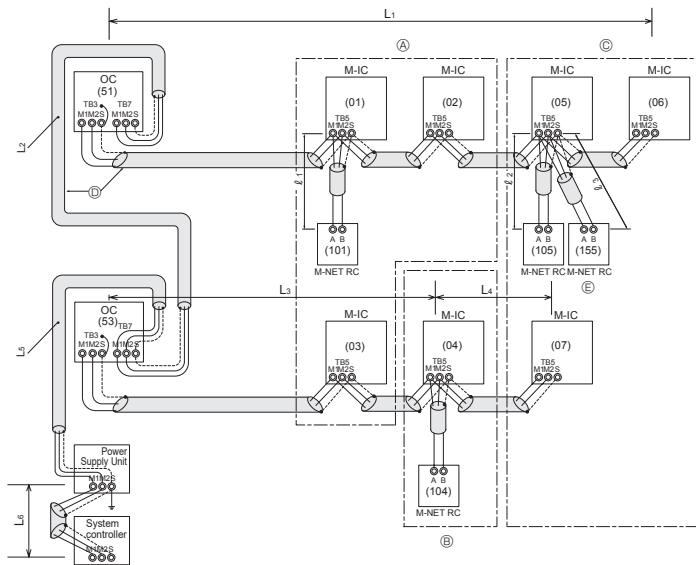 L1
Ⓐ
Ⓒ
M-IC
M-IC
M-IC
M-IC
OC
(51)
TB3
TB7
M1M2S
M1M2S
(01)
(02)
(05)
(06)
TB5
M1M2S
TB5
M1M2S
TB5
M1M2S
TB5
M1M2S
L2
Ⓓ
ℓ1
ℓ2
ℓ3
A B
(101)
M-NET RC
A B
(105)
M-NET RC
A B
(155)
M-NET RC
Ⓔ
L3
L4
OC
(53)
TB3
TB7
M1M2S
M1M2S
M-IC
M-IC
M-IC
(03)
(04)
(07)
TB5
M1M2S
TB5
M1M2S
TB5
M1M2S
L5
Power
Supply Unit
M1M2S
A B
(104)
M-NET RC
Ⓑ
L6
System
controller
M1M2S